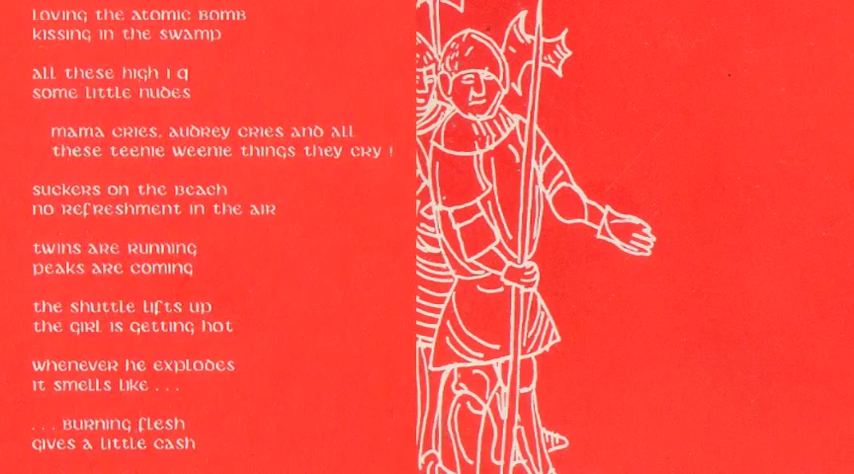 loving the atomic bomb
kissing in the swamp
all these high i q
some little nudes
mama cries, audrey cries and all
these teenie weenie things they cry !
suckers on the beach
no refreshment in the air
twins are running
peaks are coming
the shuttle lifts up
the girl is getting hot
whenever he explodes
it smells like . . .
. . . burning flesh
gives a little cash